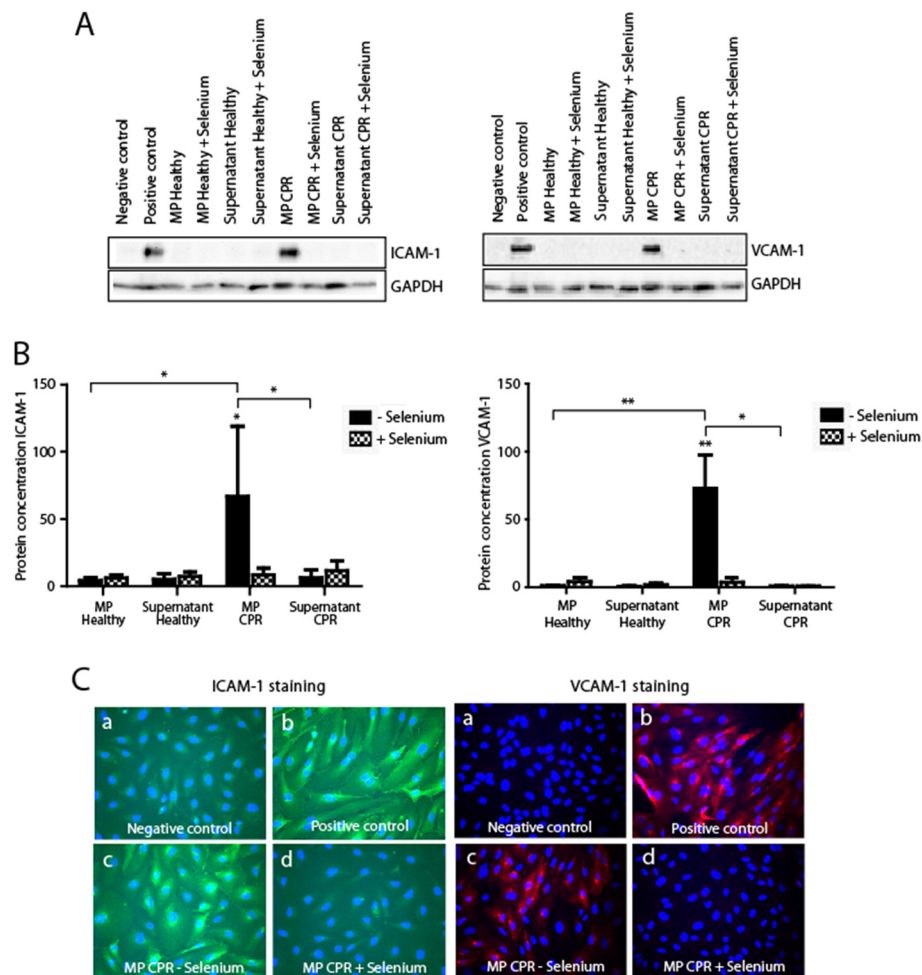 A
Negative control
Positive control
MP Healthy
MP Healthy + Selenium
Supernatant Healthy
Supernatant Healthy + Selenium
MP CPR
MP CPR + Selenium
Supernatant CPR
Supernatant CPR + Selenium
ICAM-1
GAPDH
Negative control
Positive control
MP Healthy
MP Healthy + Selenium
Supernatant Healthy
Supernatant Healthy + Selenium
MP CPR
MP CPR + Selenium
Supernatant CPR
Supernatant CPR + Selenium
VCAM-1
GAPDH
B
Protein concentration ICAM-1
150
100
50
0
*
*
*
- Selenium
+ Selenium
MP
Healthy
Supernatant
Healthy
MP
CPR
Supernatant
CPR
Protein concentration VCAM-1
150
100
50
0
**
*
**
- Selenium
+ Selenium
MP
Healthy
Supernatant
Healthy
MP
CPR
Supernatant
CPR
C
ICAM-1 staining
a
Negative control
b
Positive control
c
MP CPR - Selenium
d
MP CPR + Selenium
VCAM-1 staining
a
Negative control
b
Positive control
c
MP CPR - Selenium
d
MP CPR + Selenium